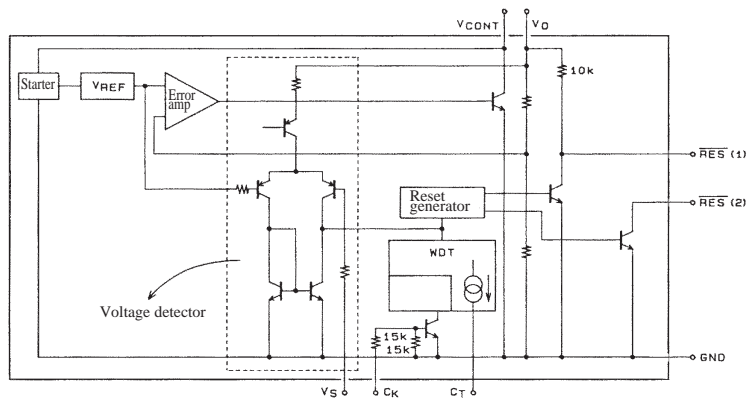 VCONT
VO
10k
Starter
VREF
Error
amp
RES (1)
Reset
generator
RES (2)
WDT
Voltage detector
15k
15k
GND
VS
CK
CT